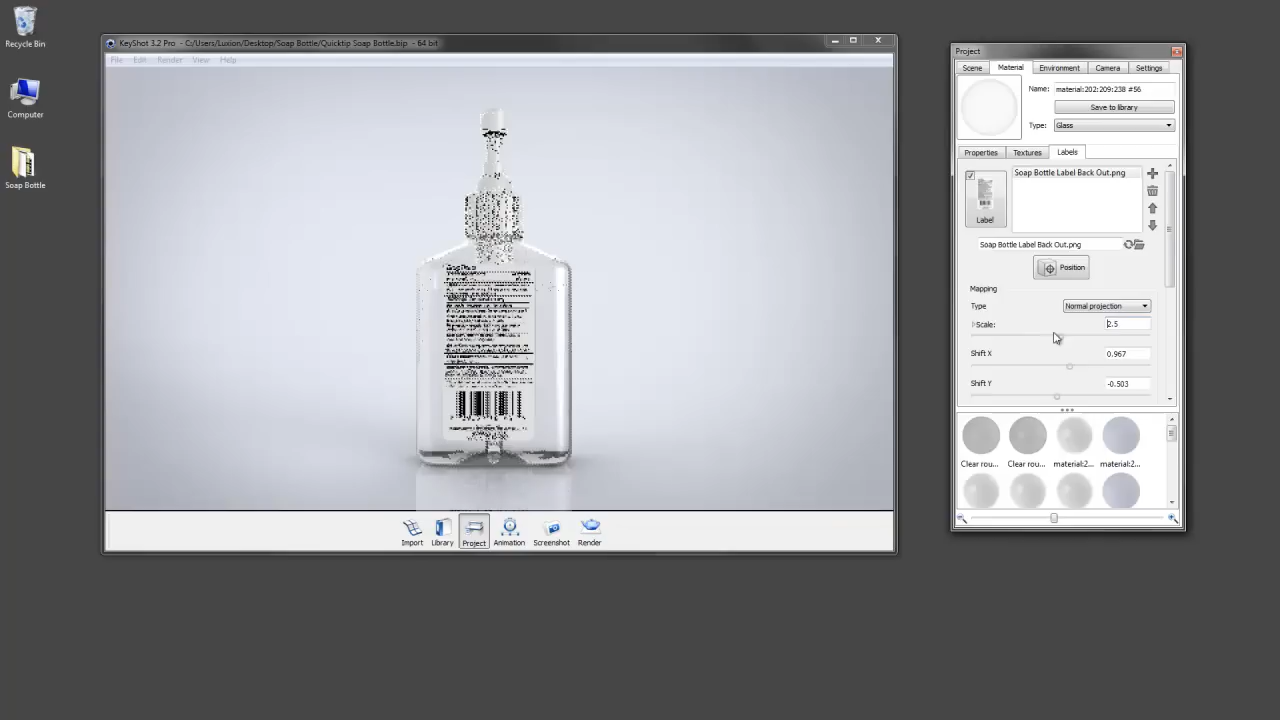 Recycle Bin
Computer
Soap Bottle
KeyShot 3.2 Pro - C:/Users/Luxion/Desktop/Soap Bottle/Quicktip Soap Bottle.bip - 64 bit
File Edit Render View Help
Import Library Project Animation Screenshot Render
Project
Scene Material Environment Camera Settings
Name: material:202:209:238 #56
Save to library
Type: Glass
Properties Textures Labels
Soap Bottle Label Back Out.png
Label
Soap Bottle Label Back Out.png
Position
Mapping
Type Normal projection
Scale: 2.5
Shift X 0.967
Shift Y -0.503
Clear rou... Clear rou... material:2... material:2...